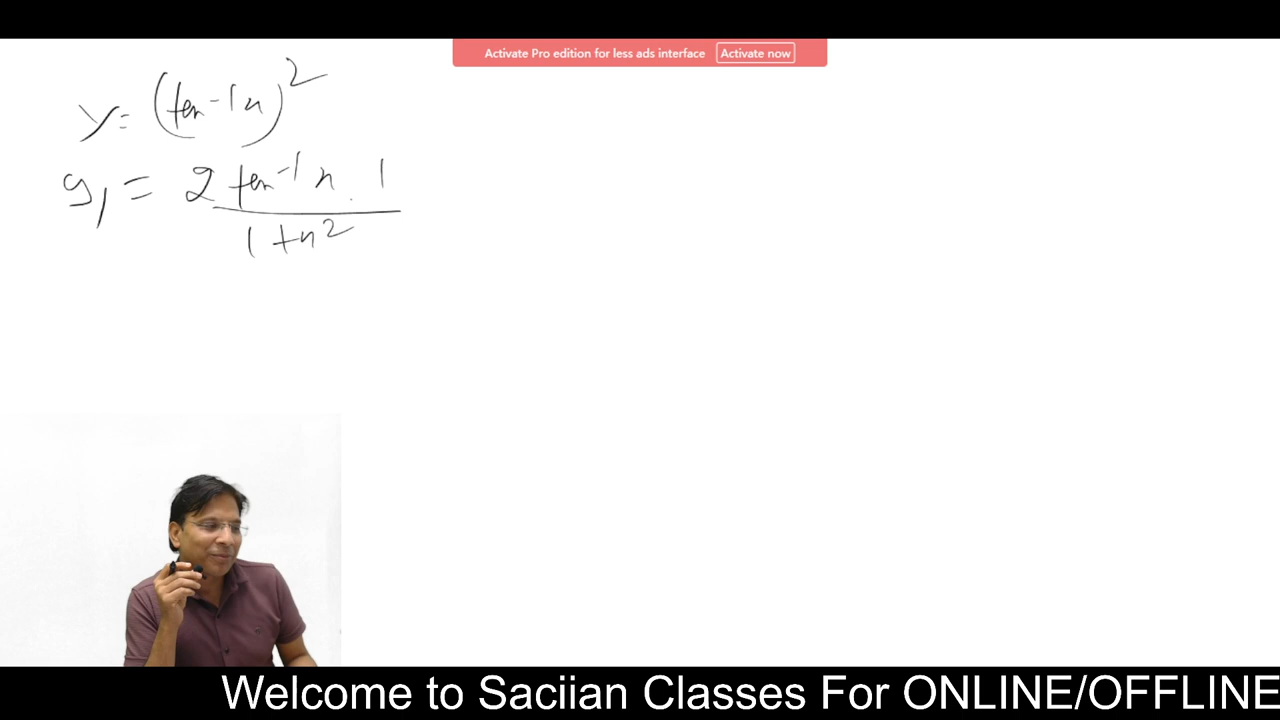 Activate Pro edition for less ads interface Activate now
y = (tan-1x)²
y₁ = 2 tan⁻¹x . 1
1+x²
Welcome to Saciian Classes For ONLINE/OFFLINE